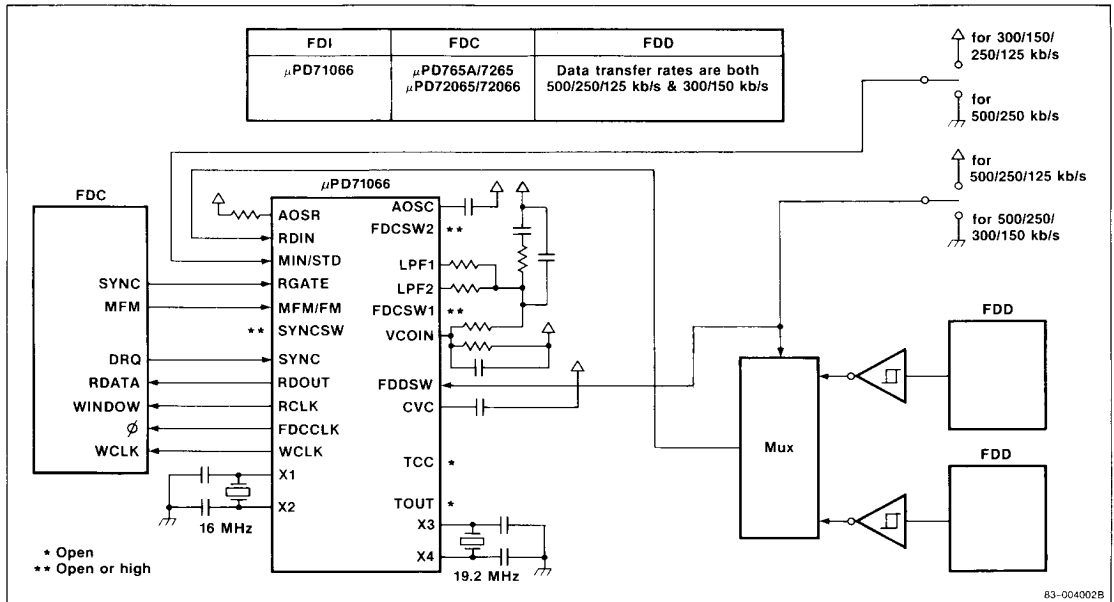 FDI
FDC
FDD
μPD71066
μPD765A/7265
μPD72065/72066
Data transfer rates are both
500/250/125 kb/s & 300/150 kb/s
for 300/150/
250/125 kb/s
for
500/250 kb/s
for
500/250/125 kb/s
for 500/250/
300/150 kb/s
FDC
SYNC
MFM
DRQ
RDATA
WINDOW
ϕ
WCLK
μPD71066
AOSR
RDIN
MIN/STD
RGATE
MFM/FM
** SYNCSW
SYNC
RDOUT
RCLK
FDCCLK
WCLK
X1
X2
16 MHz
AOSC
FDCSW2 **
LPF1
LPF2
FDCSW1 **
VCOIN
FDDSW
CVC
TCC *
TOUT *
X3
X4
19.2 MHz
Mux
FDD
FDD
* Open
** Open or high
83-004002B